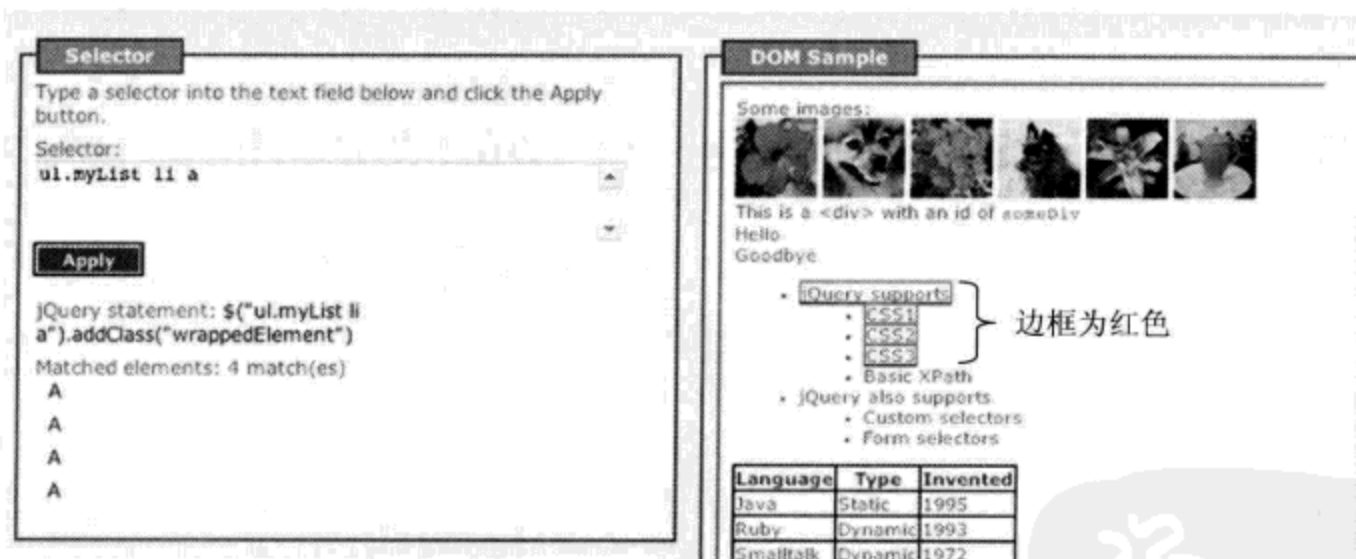 Selector
Type a selector into the text field below and click the Apply
button.
Selector:
ul.myList li a
Apply
jQuery statement: $("ul.myList li
a").addClass("wrappedElement")
Matched elements: 4 match(es)
A
A
A
A
DOM Sample
Some images:
This is a <div> with an id of someDiv
Hello
Goodbye
jQuery supports
CSS1
CSS2
CSS3
Basic XPath
jQuery also supports
Custom selectors
Form selectors
边框为红色
Language Type Invented
Java Static 1995
Ruby Dynamic 1993
Smalltalk Dynamic 1972